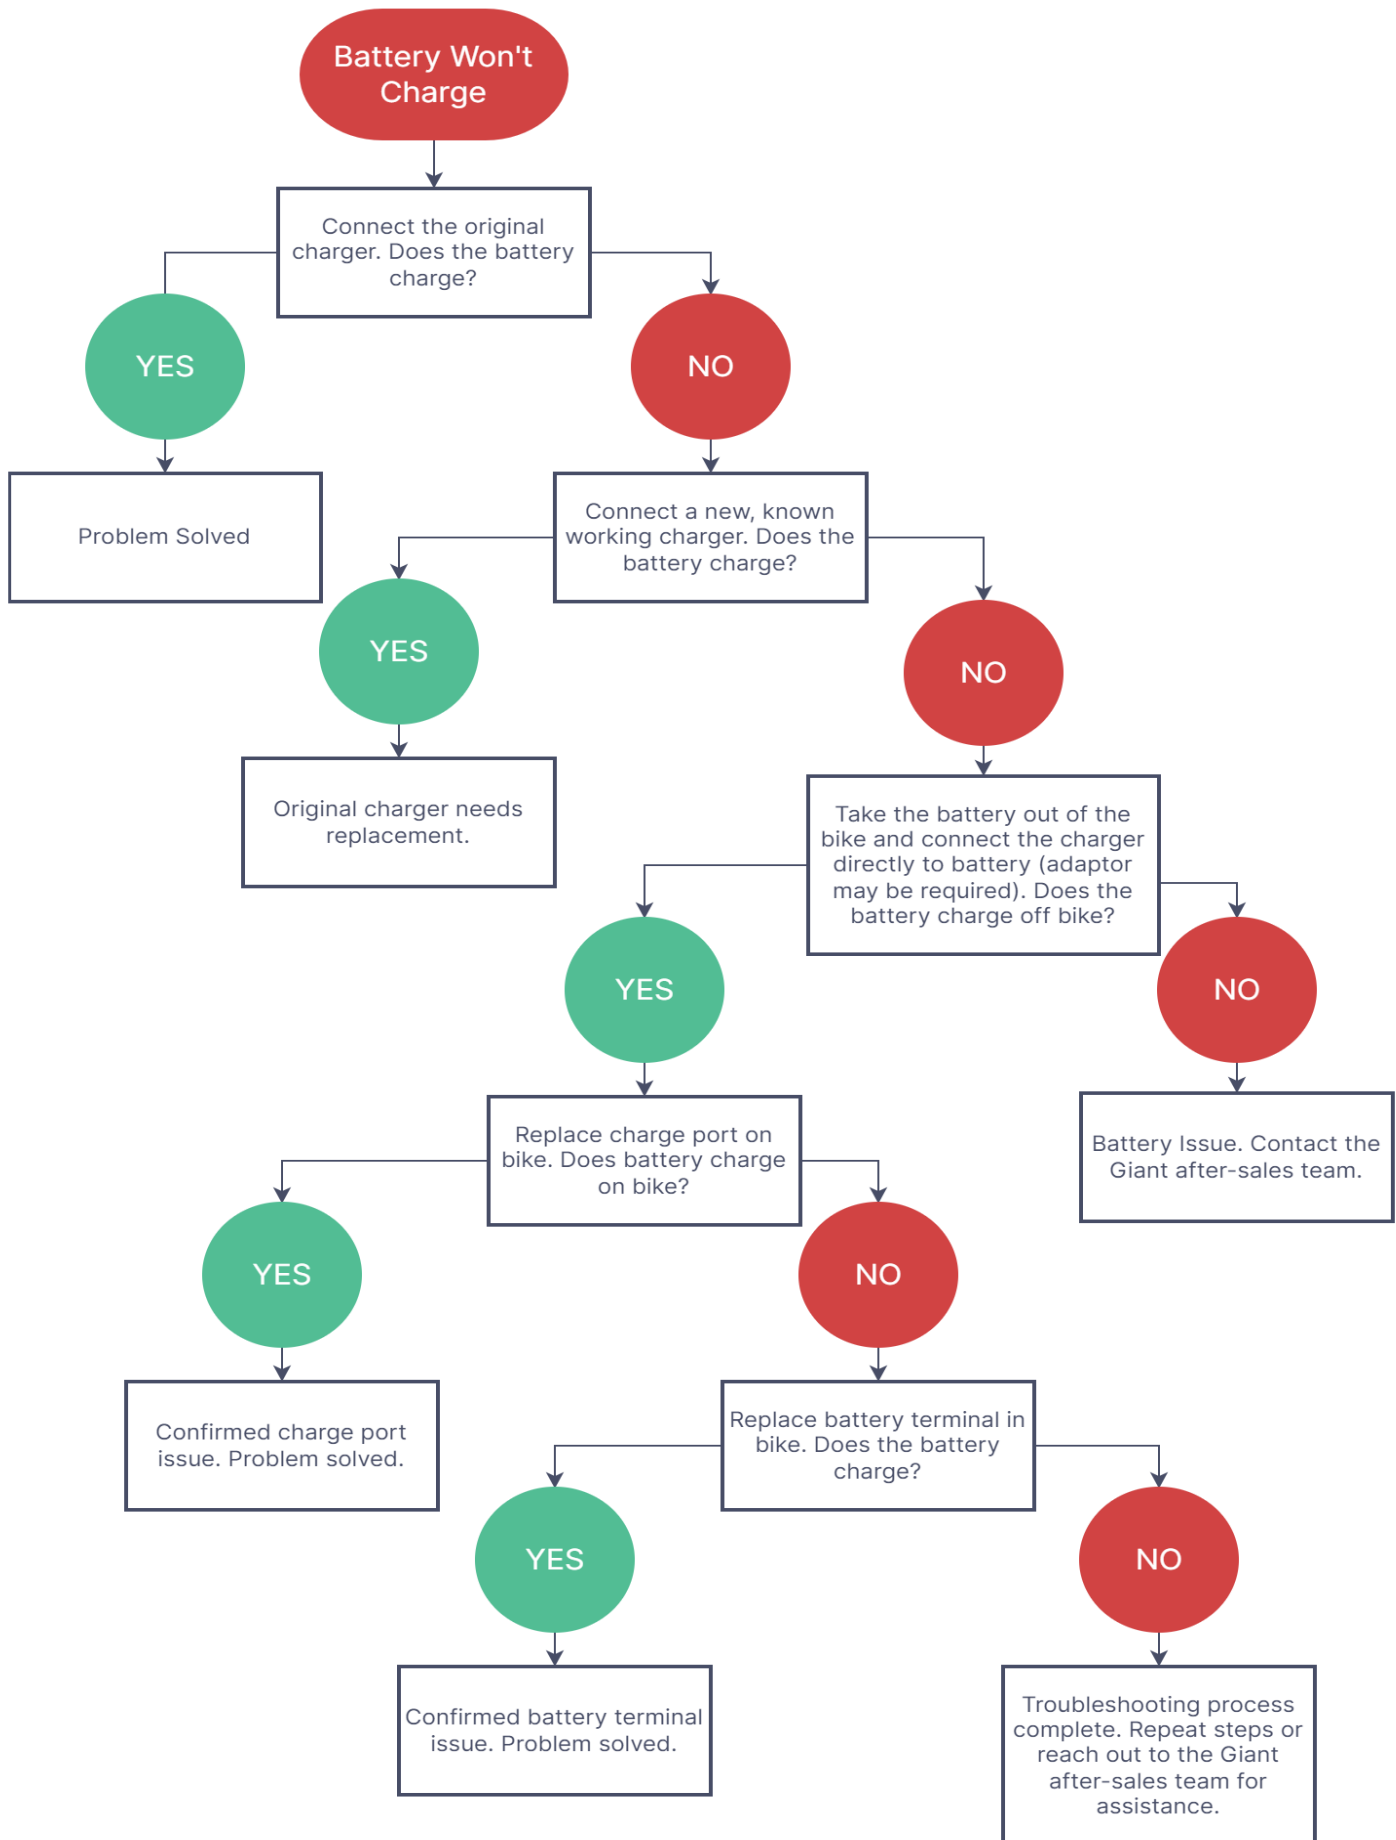 Battery Won't
Charge
Connect the original
charger. Does the battery
charge?
YES
NO
Problem Solved
Connect a new, known
working charger. Does the
battery charge?
YES
NO
Original charger needs
replacement.
Take the battery out of the
bike and connect the charger
directly to battery (adaptor
may be required). Does the
battery charge off bike?
YES
NO
Replace charge port on
bike. Does battery charge
on bike?
Battery Issue. Contact the
Giant after-sales team.
YES
NO
Confirmed charge port
issue. Problem solved.
Replace battery terminal in
bike. Does the battery
charge?
YES
NO
Confirmed battery terminal
issue. Problem solved.
Troubleshooting process
complete. Repeat steps or
reach out to the Giant
after-sales team for
assistance.